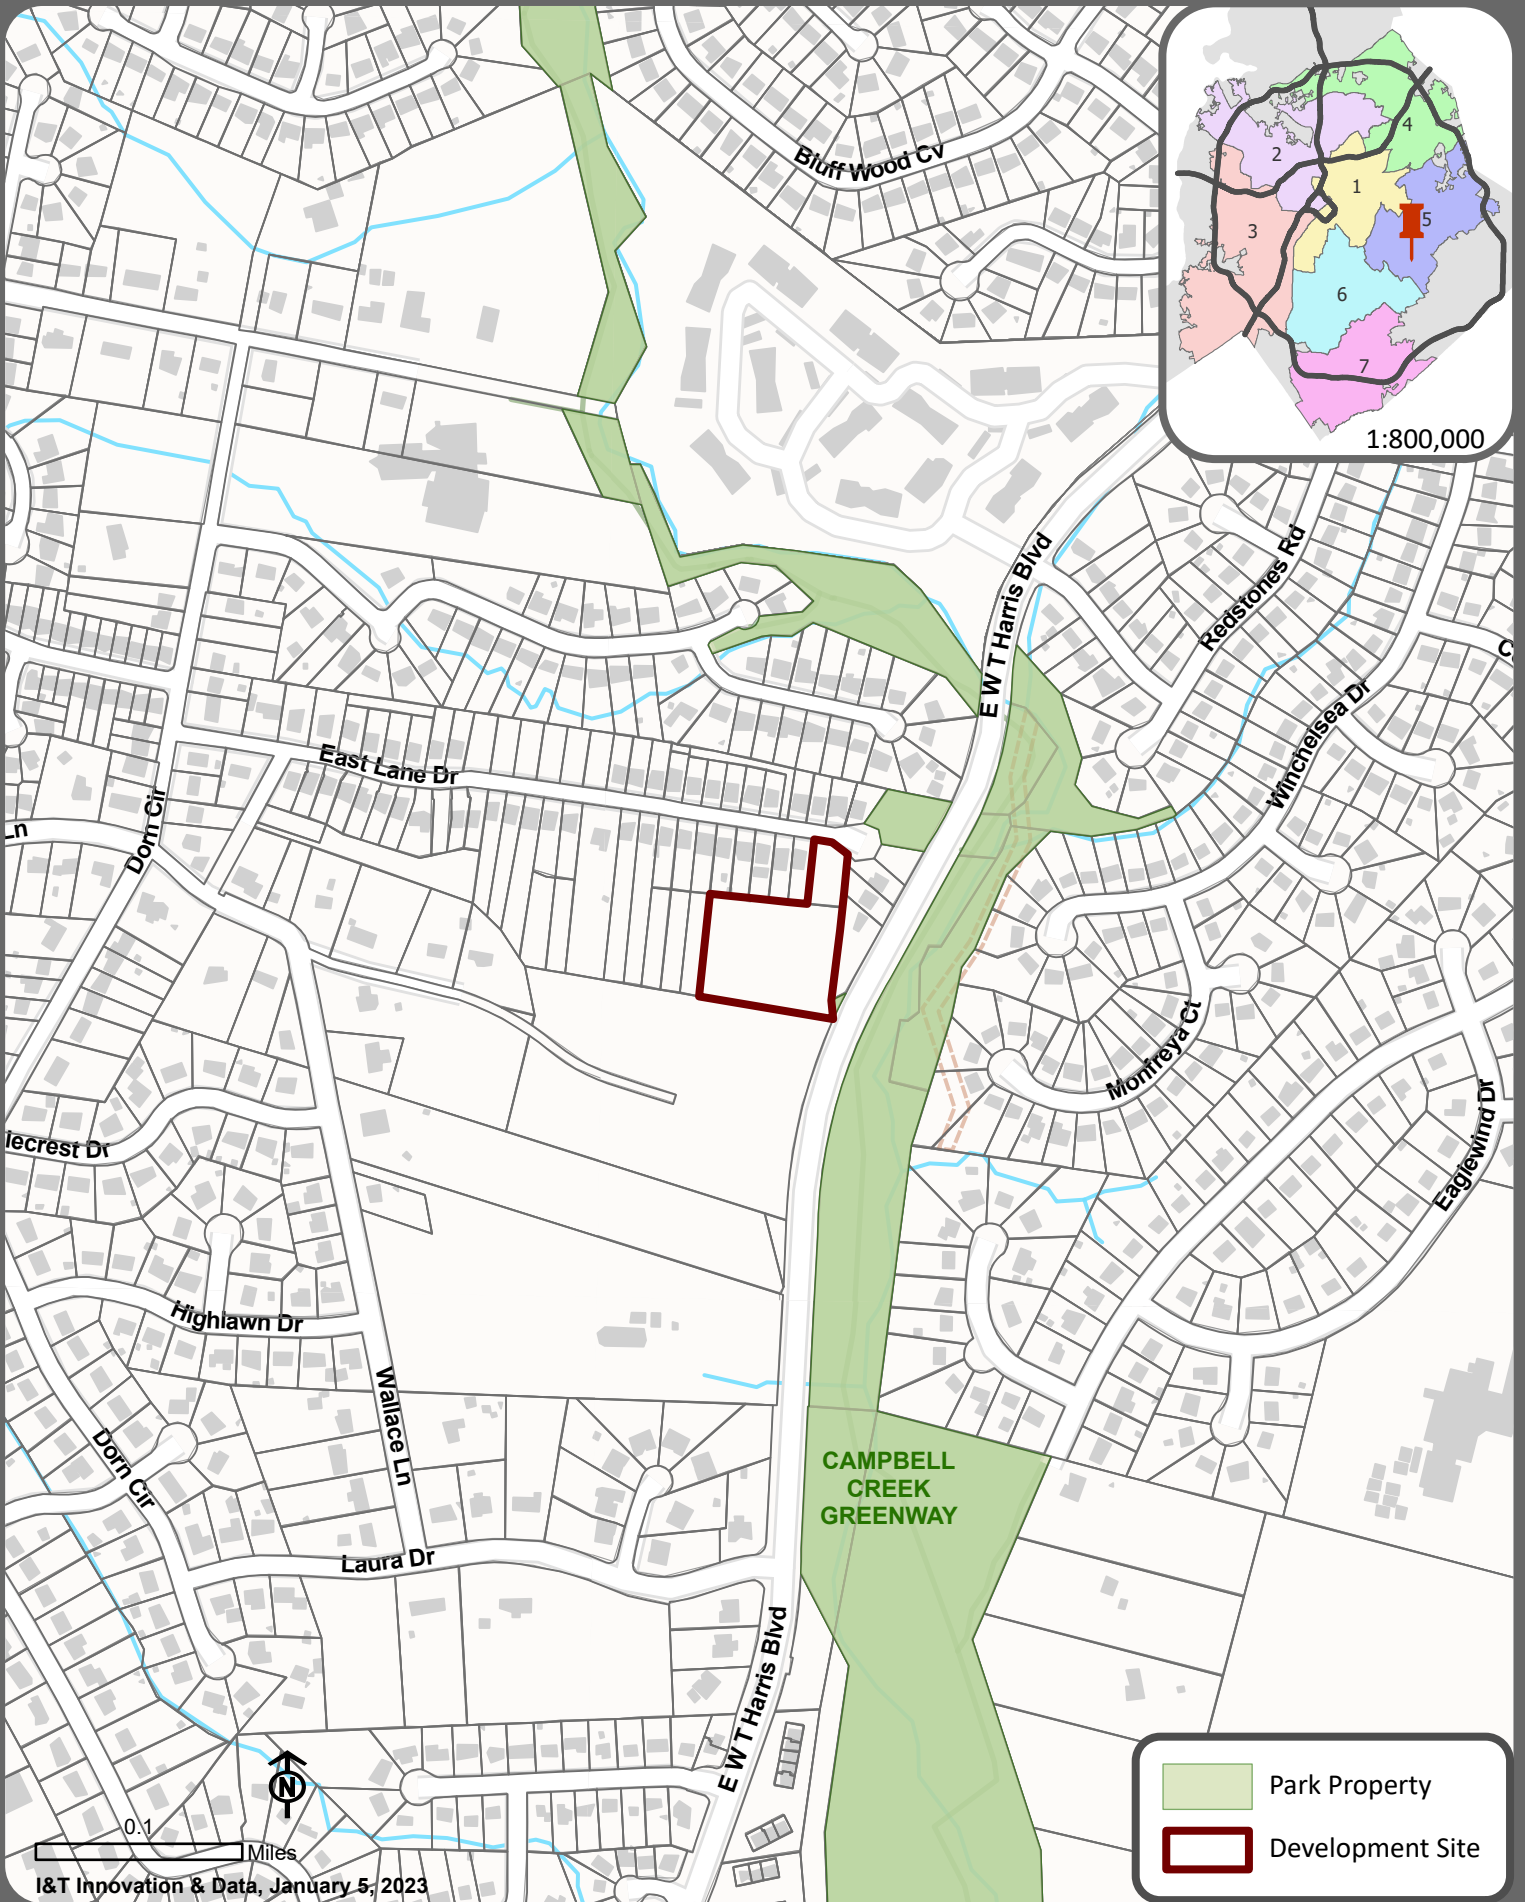 Bluff Wood Cv
4
2
1
5
3
6
7
1:800,000
E W T Harris Blvd
Redstones Rd
Winchelsea Dr
East Lane Dr
Dorn Cir
Ln
Monfreya Ct
Eaglewind Dr
lecrest Dr
Highlawn Dr
Wallace Ln
Dorn Cir
CAMPBELL
CREEK
GREENWAY
Laura Dr
E W T Harris Blvd
N
0.1
Miles
I&T Innovation & Data, January 5, 2023
Park Property
Development Site